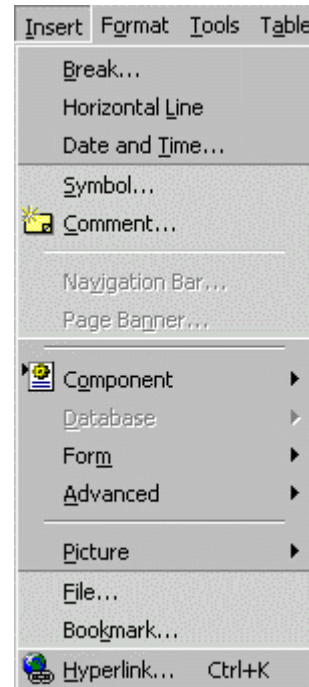 Insert Format Tools Table
Break...
Horizontal Line
Date and Time...
Symbol...
Comment...
Navigation Bar...
Page Banner...
Component
Database
Form
Advanced
Picture
File...
Bookmark...
Hyperlink... Ctrl+K